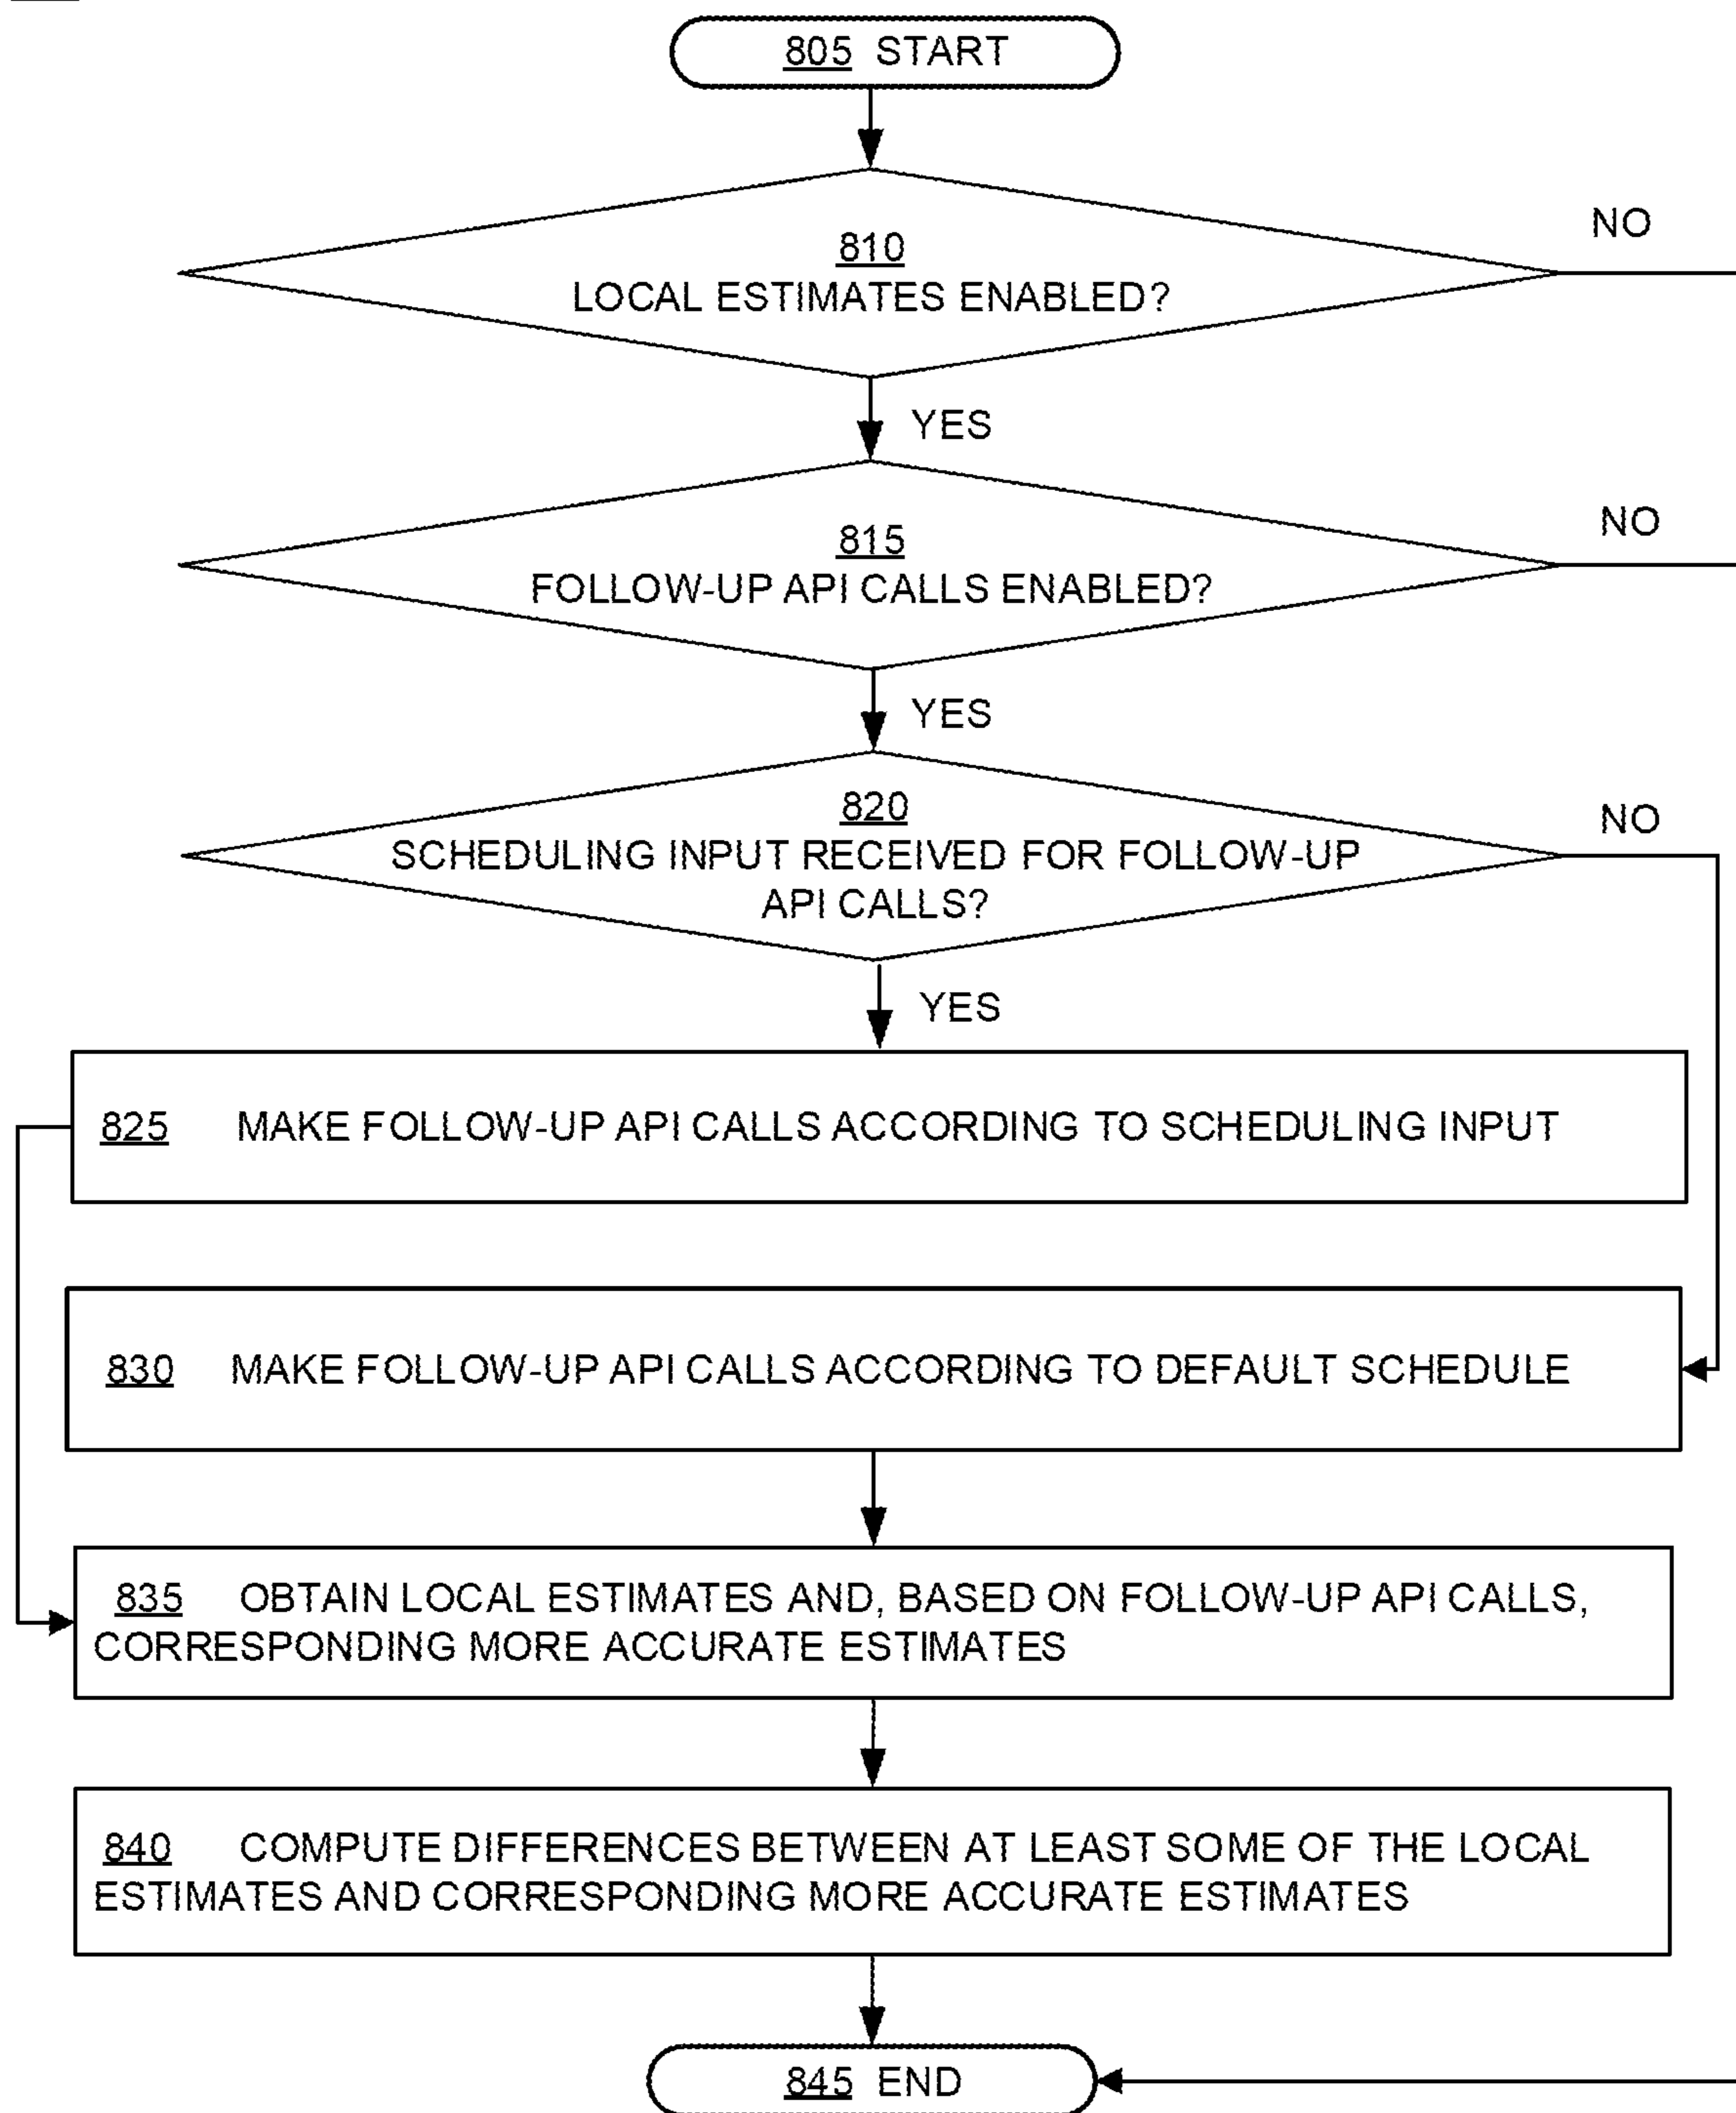 805 START
NO
810
LOCAL ESTIMATES ENABLED?
YES
NO
815
FOLLOW-UP API CALLS ENABLED?
YES
NO
820
SCHEDULING INPUT RECEIVED FOR FOLLOW-UP
API CALLS?
YES
825 MAKE FOLLOW-UP API CALLS ACCORDING TO SCHEDULING INPUT
830 MAKE FOLLOW-UP API CALLS ACCORDING TO DEFAULT SCHEDULE
835 OBTAIN LOCAL ESTIMATES AND, BASED ON FOLLOW-UP API CALLS,
CORRESPONDING MORE ACCURATE ESTIMATES
840 COMPUTE DIFFERENCES BETWEEN AT LEAST SOME OF THE LOCAL
ESTIMATES AND CORRESPONDING MORE ACCURATE ESTIMATES
845 END